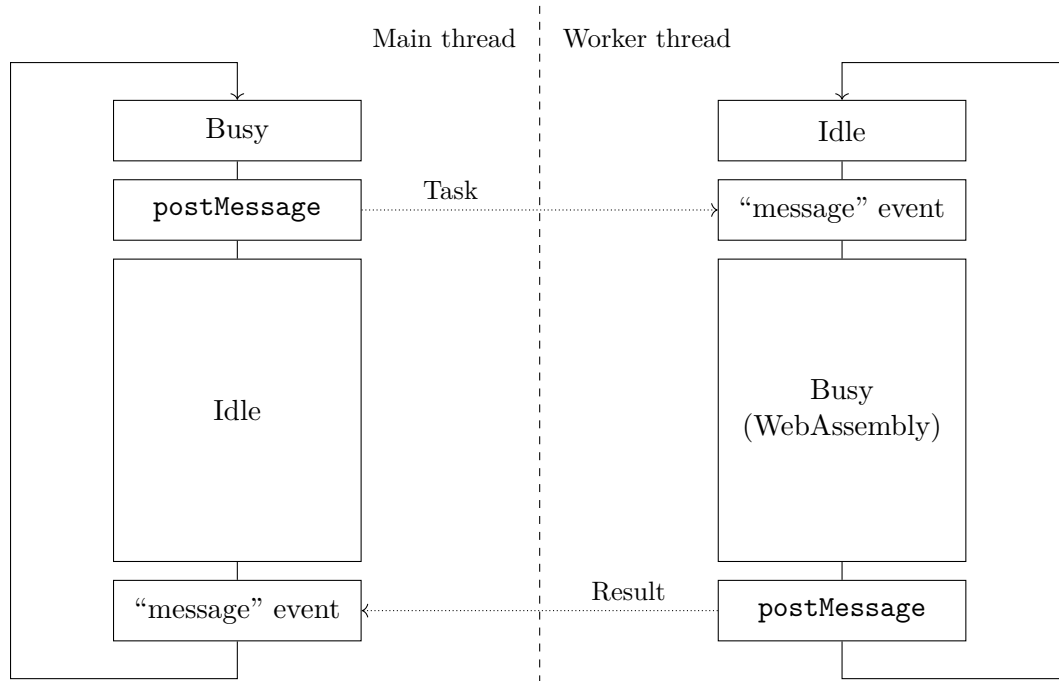 Main thread
Worker thread
Busy
Idle
postMessage
Task
“message” event
Idle
Busy
(WebAssembly)
“message” event
Result
postMessage